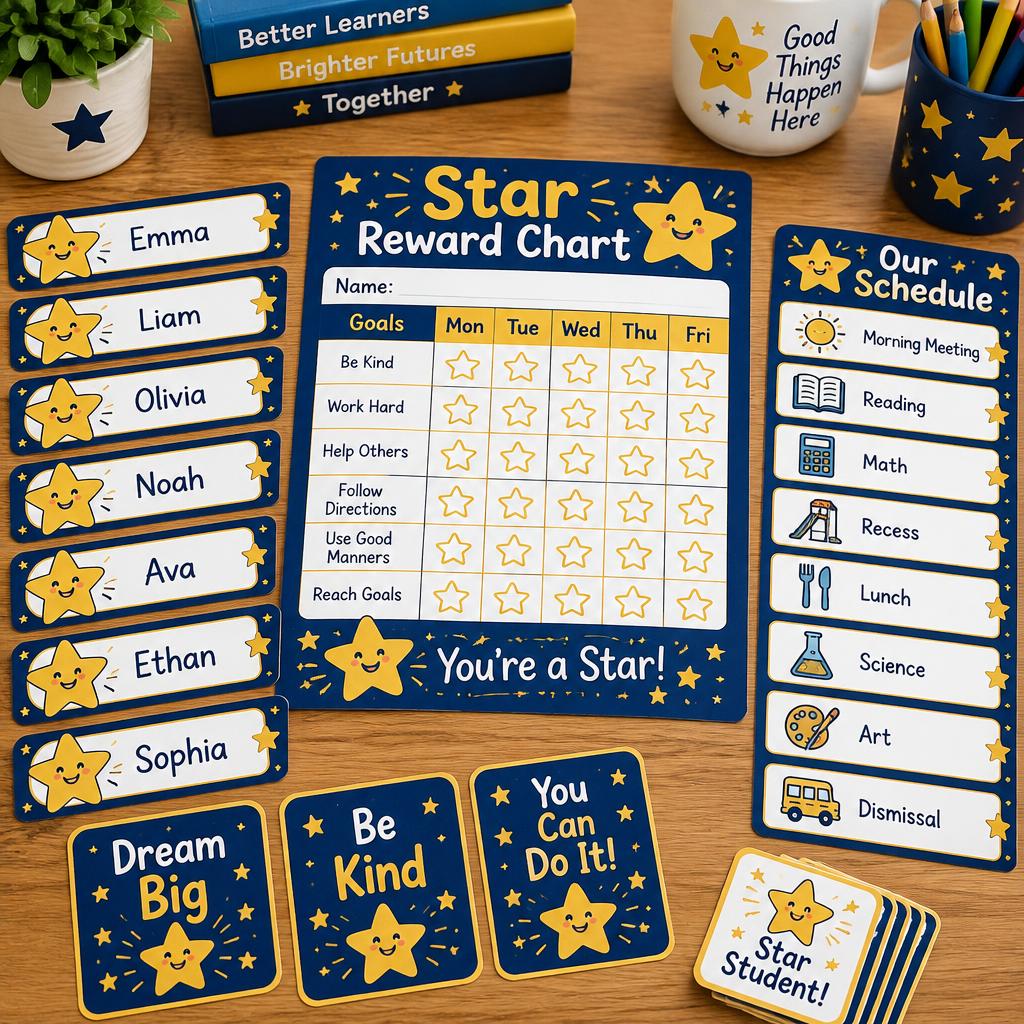 Better Learners
Brighter Futures
Together
Good
Things
Happen
Here
Emma
Liam
Olivia
Noah
Ava
Ethan
Sophia
Star
Reward Chart
Name:
Goals Mon Tue Wed Thu Fri
Be Kind
Work Hard
Help Others
Follow
Directions
Use Good
Manners
Reach Goals
You're a Star!
Our
Schedule
Morning Meeting
Reading
Math
Recess
Lunch
Science
Art
Dismissal
Dream
Big
Be
Kind
You
Can
Do It!
Star
Student!